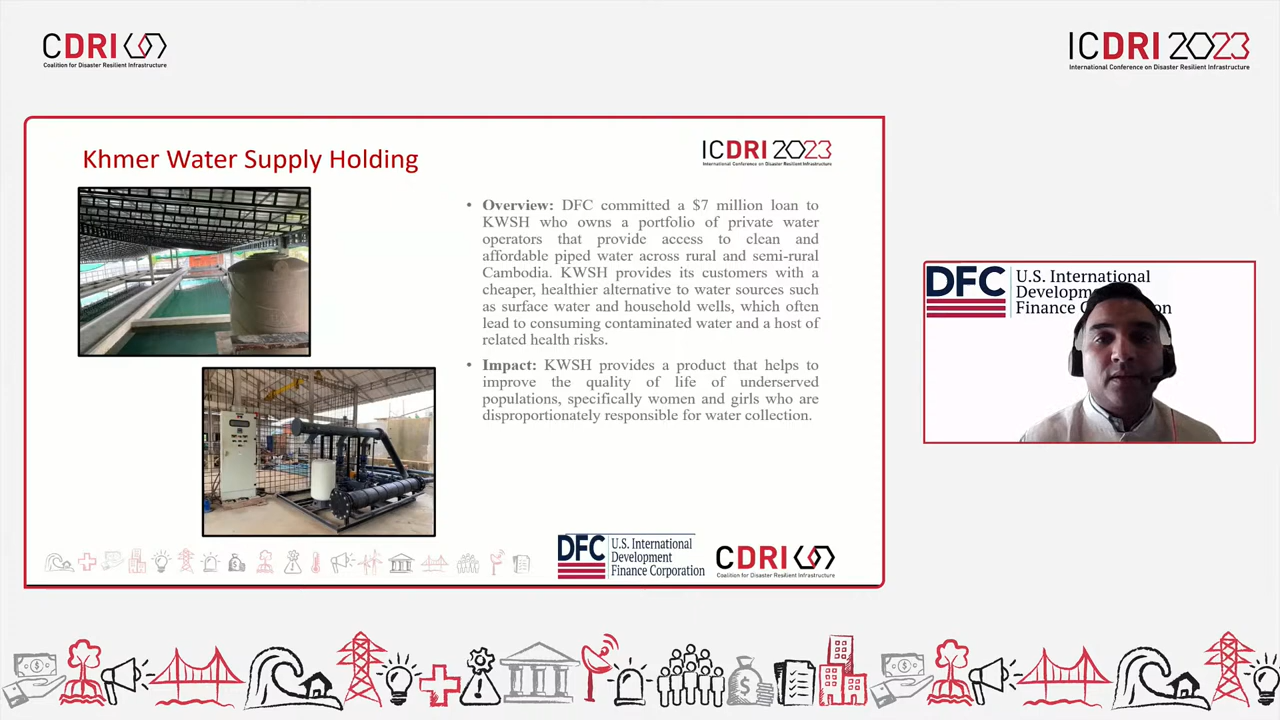 CDRI
Coalition for Disaster Resilient Infrastructure
ICDRI 2023
International Conference on Disaster Resilient Infrastructure
Khmer Water Supply Holding
ICDRI 2023
International Conference on Disaster Resilient Infrastructure
• Overview: DFC committed a $7 million loan to
KWSH who owns a portfolio of private water
operators that provide access to clean and
affordable piped water across rural and semi-rural
Cambodia. KWSH provides its customers with a
cheaper, healthier alternative to water sources such
as surface water and household wells, which often
lead to consuming contaminated water and a host of
related health risks.
• Impact: KWSH provides a product that helps to
improve the quality of life of underserved
populations, specifically women and girls who are
disproportionately responsible for water collection.
DFC
U.S. International
Development
Finance Corporation
CDRI
Coalition for Disaster Resilient Infrastructure
DFC
U.S. International
Finance